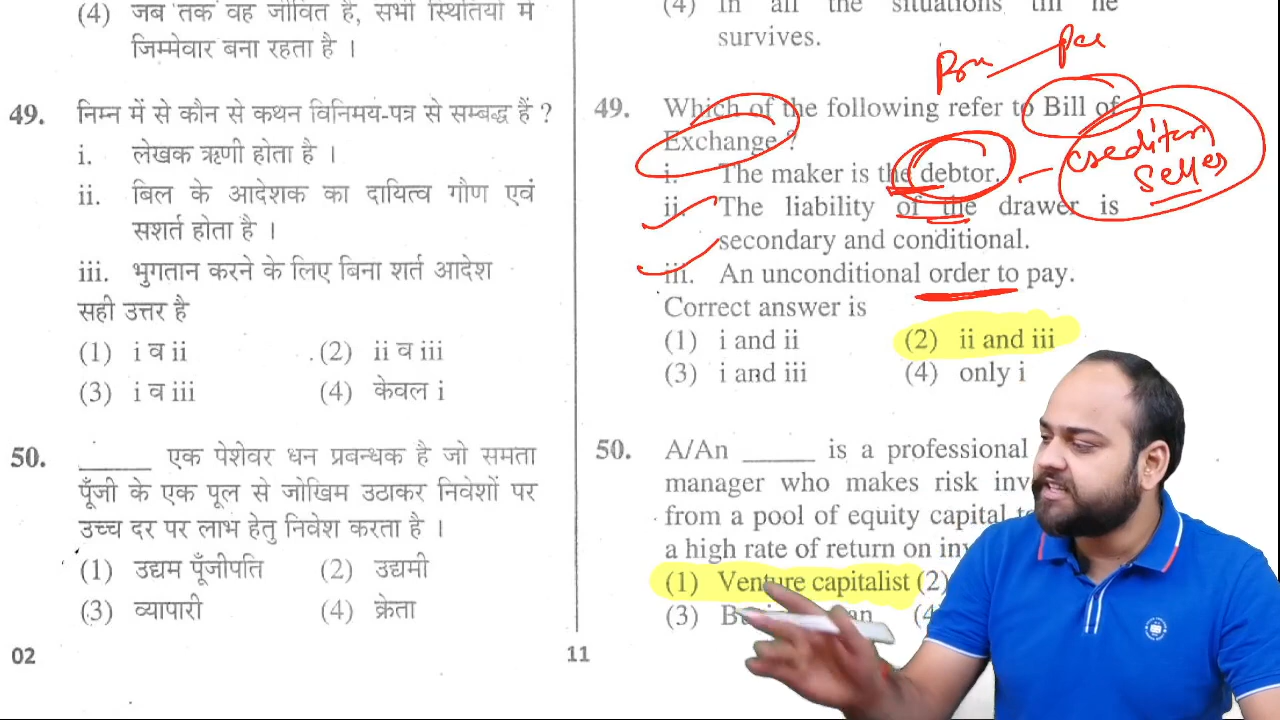 (4) जब तक वह जीवित है, सभी स्थितियों में
जिम्मेवार बना रहता है ।
49. निम्न में से कौन से कथन विनिमय-पत्र से सम्बद्ध हैं ?
i. लेखक ऋणी होता है ।
ii. बिल के आदेशक का दायित्व गौण एवं
सशर्त होता है ।
iii. भुगतान करने के लिए बिना शर्त आदेश
सही उत्तर है
(1) i व ii (2) ii व iii
(3) i व iii (4) केवल i
50. ______ एक पेशेवर धन प्रबन्धक है जो समता
पूँजी के एक पूल से जोखिम उठाकर निवेशों पर
उच्च दर पर लाभ हेतु निवेश करता है ।
(1) उद्यम पूँजीपति (2) उद्यमी
(3) व्यापारी (4) क्रेता
02
11
(4) In all the situations till he
survives.
49. Which of the following refer to Bill of
Exchange ?
i. The maker is the debtor.
creditor
Seller
ii. The liability of the drawer is
secondary and conditional.
iii. An unconditional order to pay.
Correct answer is
(1) i and ii (2) ii and iii
(3) i and iii (4) only i
50. A/An ______ is a professional
manager who makes risk inv
from a pool of equity capital
a high rate of return on inv
(1) Venture capitalist (2)
(3) (4